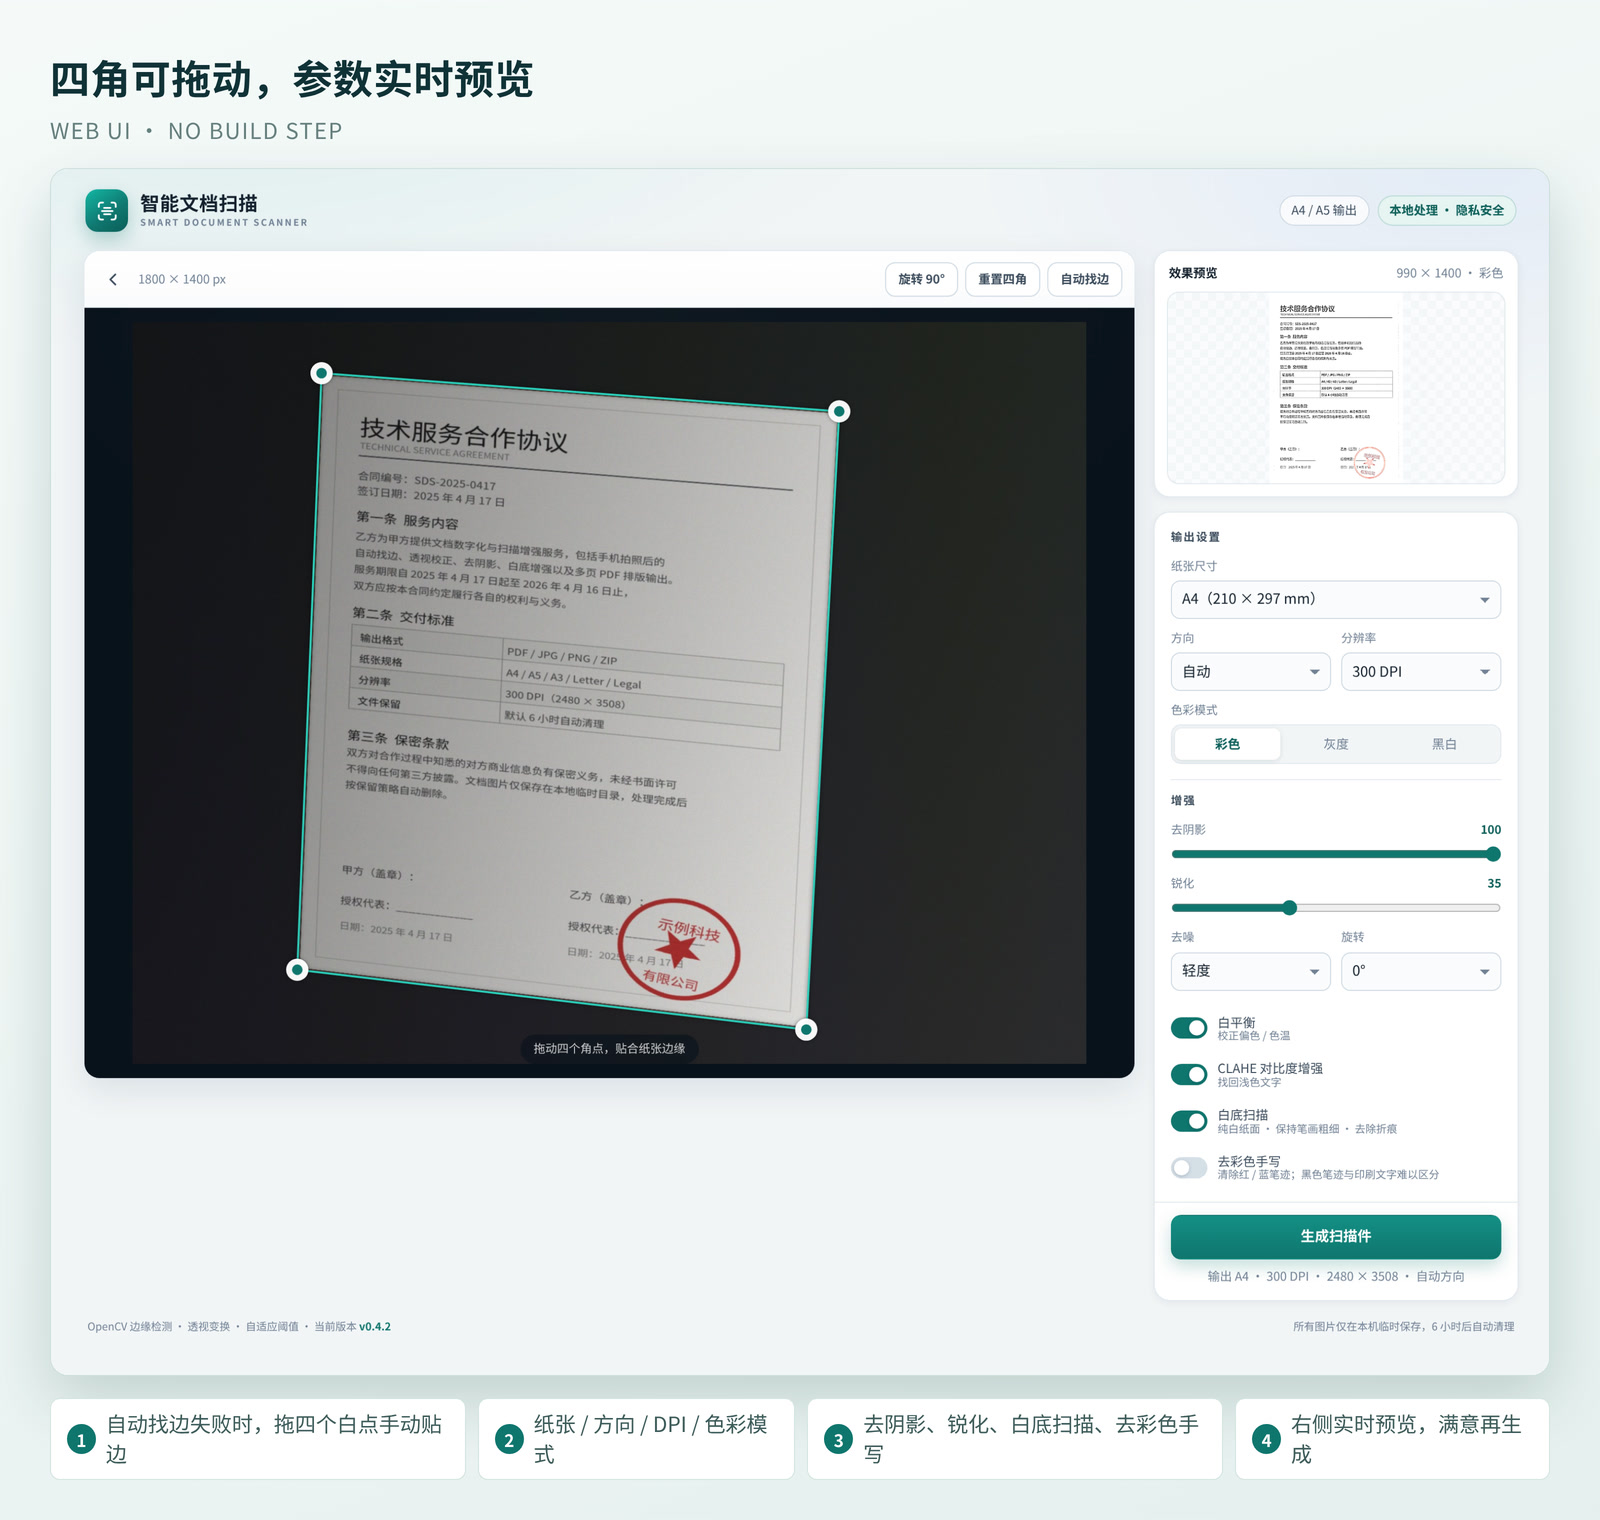 四角可拖动，参数实时预览
WEB UI • NO BUILD STEP
智能文档扫描
SMART DOCUMENT SCANNER
A4 / A5 输出
本地处理 • 隐私安全
1800 × 1400 px
旋转 90°
重置四角
自动找边
技术服务合作协议
TECHNICAL SERVICE AGREEMENT
合同编号：SDS-2025-0417
签订日期：2025 年 4 月 17 日
第一条 服务内容
乙方为甲方提供文档数字化与扫描增强服务，包括手机拍照后的
自动找边、透视校正、去阴影、白底增强以及多页 PDF 排版输出。
服务期限自 2025 年 4 月 17 日起至 2026 年 4 月 16 日止，
双方应按本合同约定履行各自的权利与义务。
第二条 交付标准
输出格式
PDF / JPG / PNG / ZIP
纸张规格
A4 / A5 / A3 / Letter / Legal
分辨率
300 DPI（2480 × 3508）
文件保留
默认 6 小时自动清理
第三条 保密条款
双方对合作过程中知悉的对方商业信息负有保密义务，未经书面许可
不得向任何第三方披露。文档图片仅保存在本地临时目录，处理完成后
按保留策略自动删除。
甲方（盖章）：
授权代表：
日期：2025 年 4 月 17 日
乙方（盖章）：
授权代表：
日期：2025 年 4 月 17 日
示例科技
有限公司
拖动四个角点，贴合纸张边缘
效果预览
990 × 1400 • 彩色
技术服务合作协议
输出设置
纸张尺寸
A4（210 × 297 mm）
方向
分辨率
自动
300 DPI
色彩模式
彩色
灰度
黑白
增强
去阴影
100
锐化
35
去噪
旋转
轻度
0°
白平衡
校正偏色 / 色温
CLAHE 对比度增强
找回浅色文字
白底扫描
纯白纸面 • 保持笔画粗细 • 去除折痕
去彩色手写
清除红 / 蓝笔迹；黑色笔迹与印刷文字难以区分
生成扫描件
输出 A4 • 300 DPI • 2480 × 3508 • 自动方向
OpenCV 边缘检测 • 透视变换 • 自适应阈值 • 当前版本 v0.4.2
所有图片仅在本机临时保存，6 小时后自动清理
1
自动找边失败时，拖四个白点手动贴
边
2
纸张 / 方向 / DPI / 色彩模
式
3
去阴影、锐化、白底扫描、去彩色手
写
4
右侧实时预览，满意再生
成